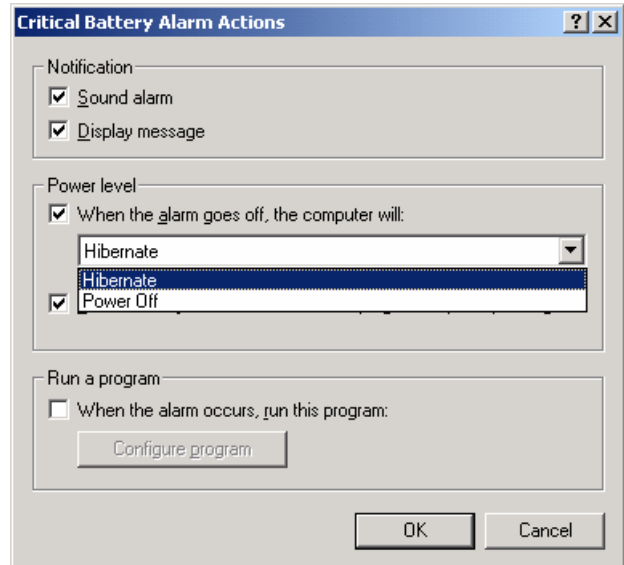 Critical Battery Alarm Actions
Notification
Sound alarm
Display message
Power level
When the alarm goes off, the computer will:
Hibernate
Hibernate
Power Off
Run a program
When the alarm occurs, run this program:
Configure program
OK
Cancel